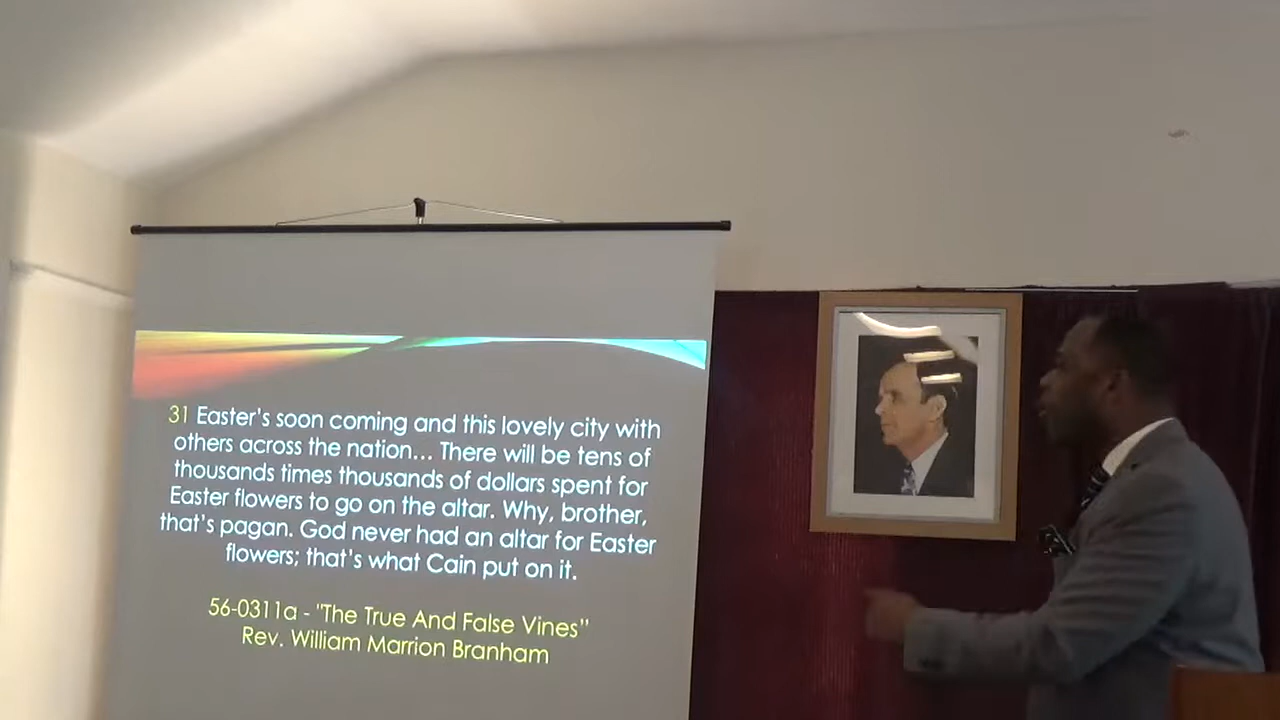 31 Easter's soon coming and this lovely city with
others across the nation... There will be tens of
thousands times thousands of dollars spent for
Easter flowers to go on the altar. Why, brother,
that's pagan. God never had an altar for Easter
flowers; that's what Cain put on it.
56-0311a - "The True And False Vines"
Rev. William Marrion Branham